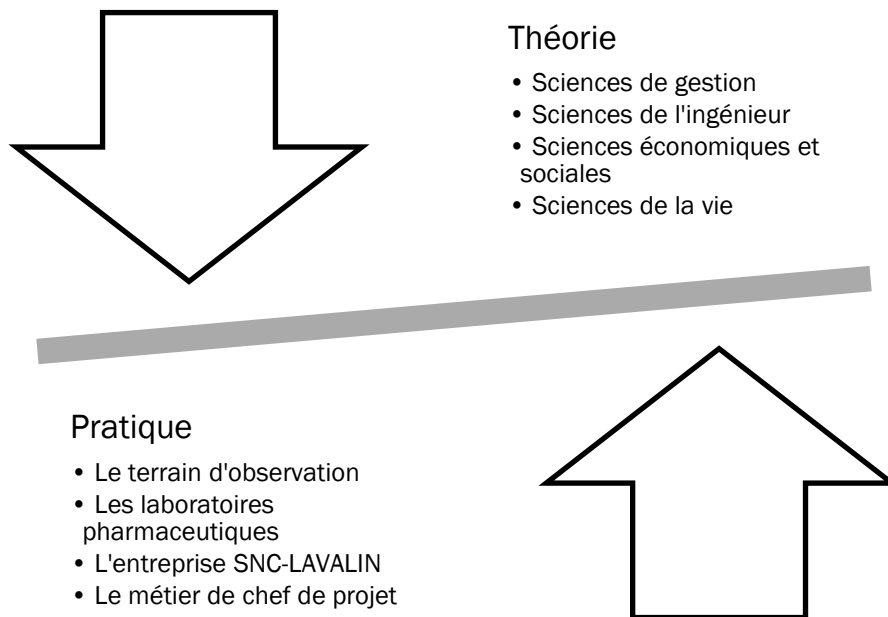 Théorie
• Sciences de gestion
• Sciences de l'ingénieur
• Sciences économiques et
sociales
• Sciences de la vie
Pratique
• Le terrain d'observation
• Les laboratoires
pharmaceutiques
• L'entreprise SNC-LAVALIN
• Le métier de chef de projet